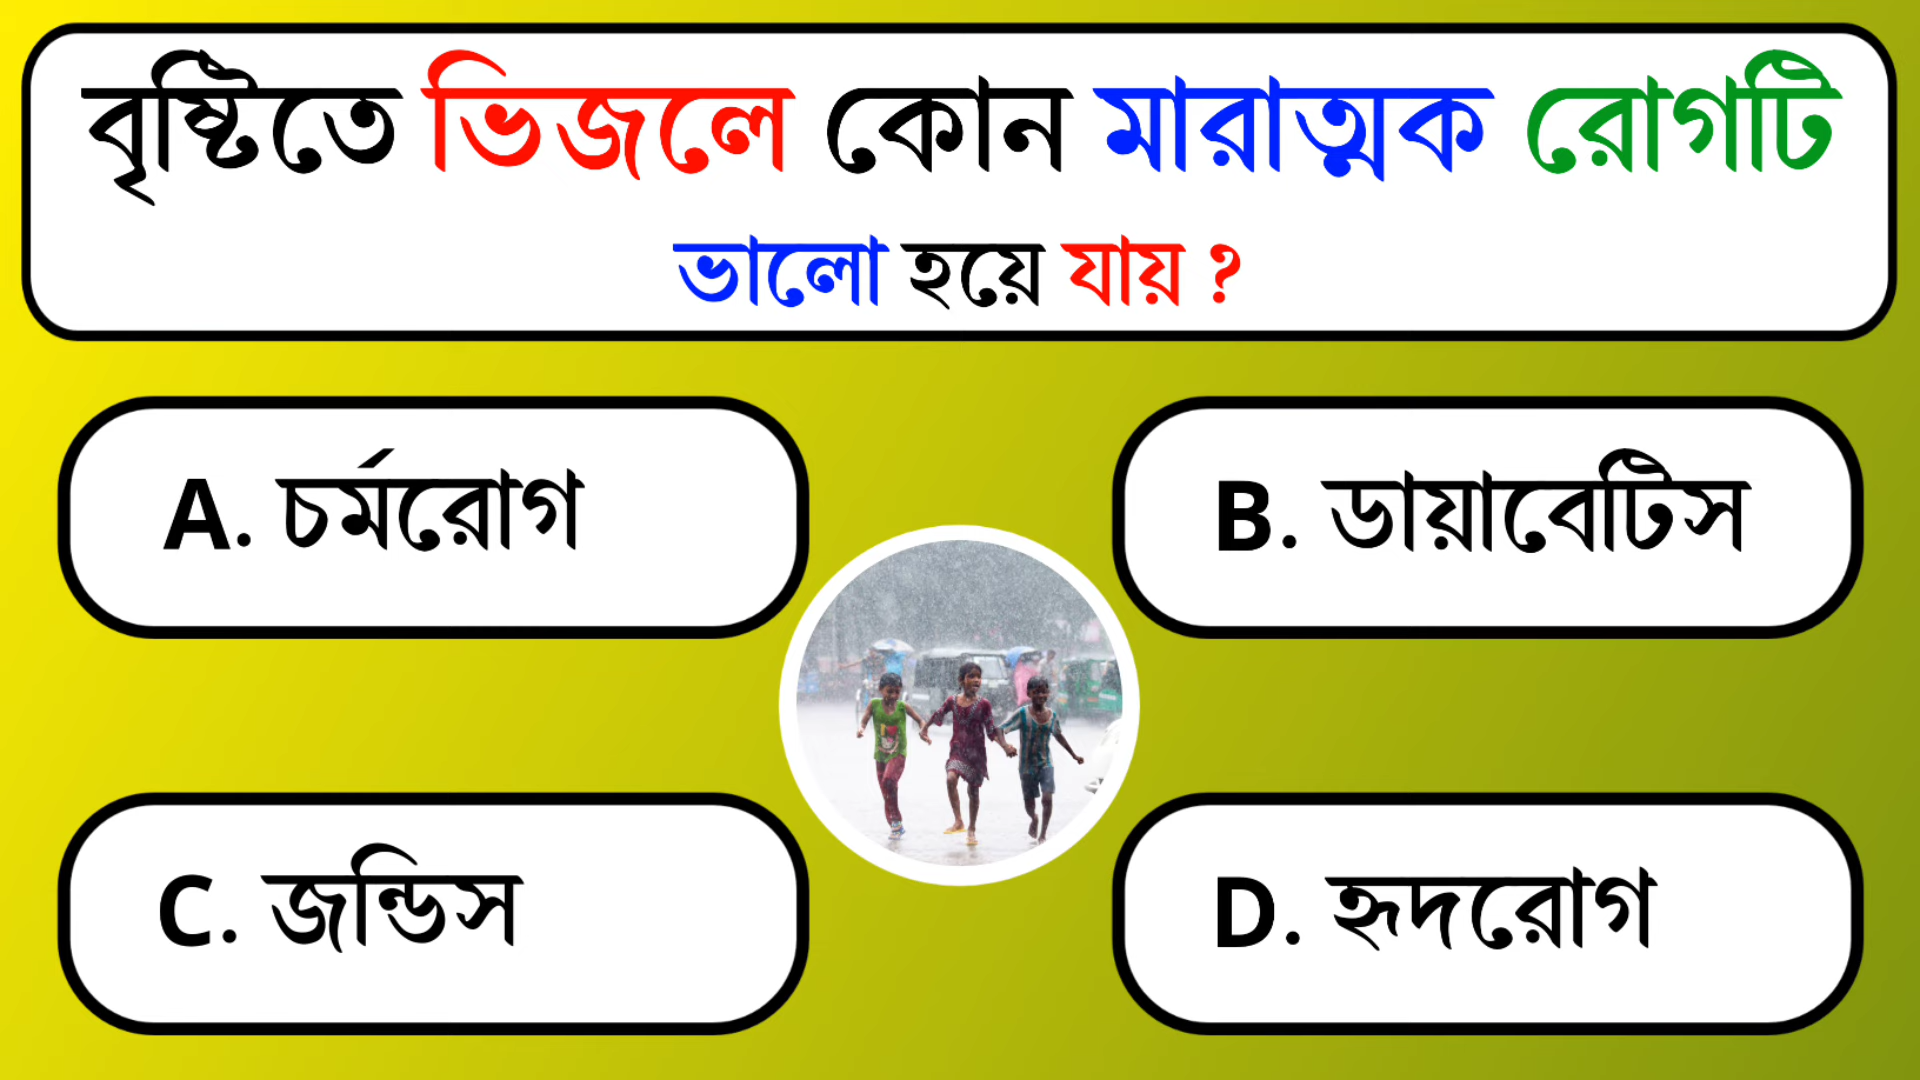 বৃষ্টিতে ভিজলে কোন মারাত্মক রোগটি
ভালো হয়ে যায় ?
A. চর্মরোগ
B. ডায়াবেটিস
C. জন্ডিস
D. হৃদরোগ